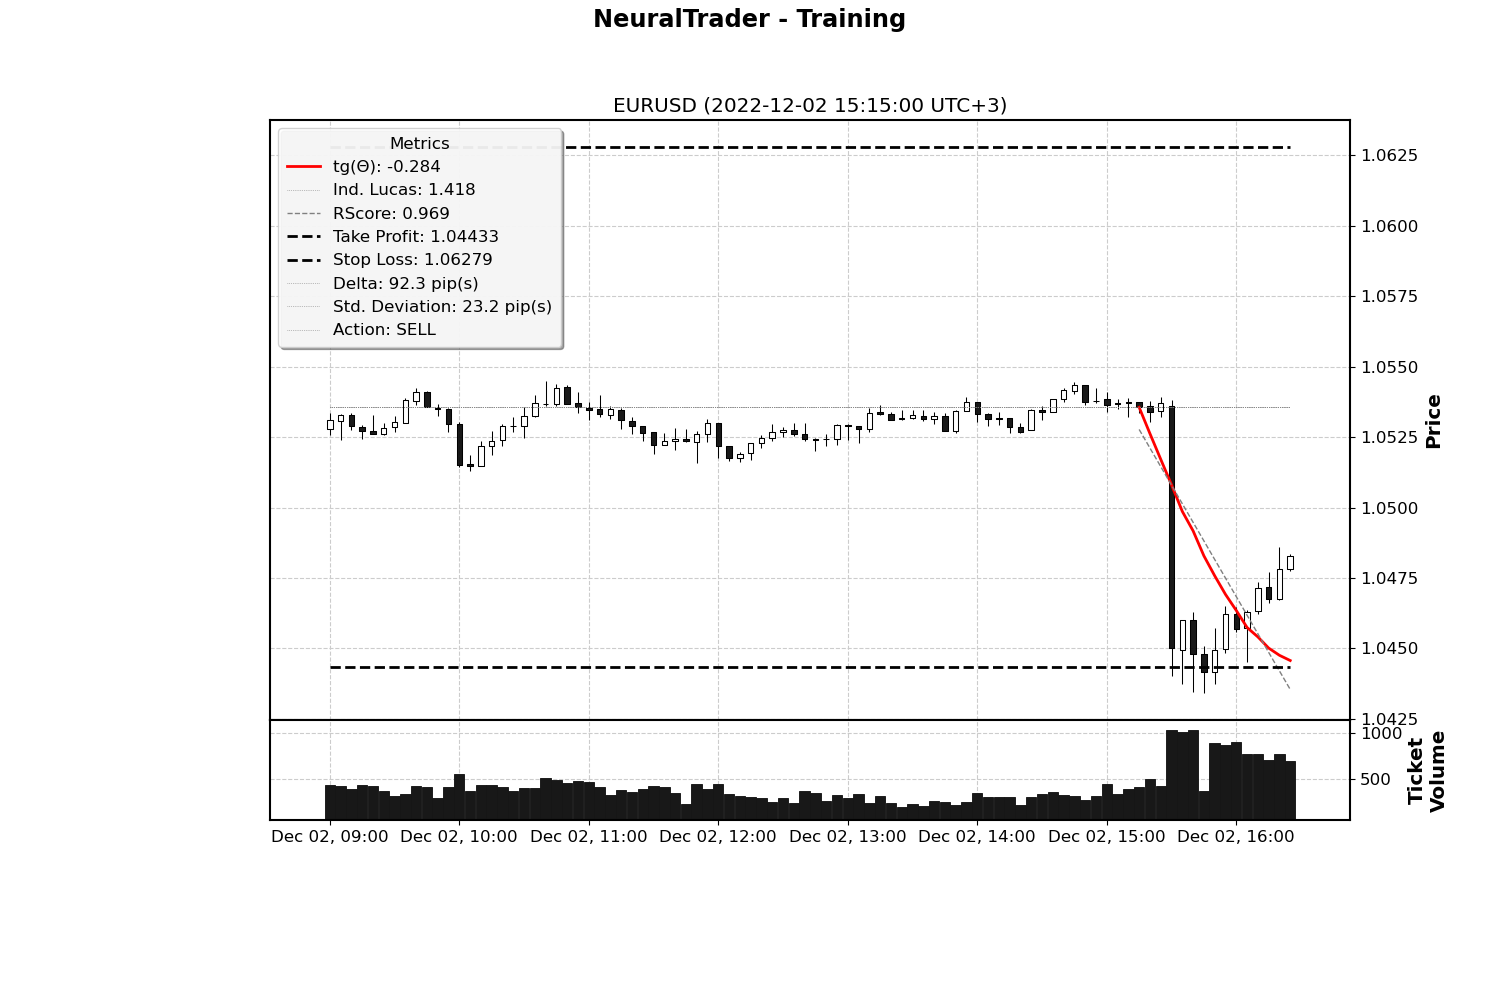 NeuralTrader - Training
EURUSD (2022-12-02 15:15:00 UTC+3)
Metrics
tg(Θ): -0.284
Ind. Lucas: 1.418
RScore: 0.969
Take Profit: 1.04433
Stop Loss: 1.06279
Delta: 92.3 pip(s)
Std. Deviation: 23.2 pip(s)
Action: SELL
1.0625
1.0600
1.0575
1.0550
1.0525
1.0500
1.0475
1.0450
1.0425
Price
1000
500
Ticket
Volume
Dec 02, 09:00
Dec 02, 10:00
Dec 02, 11:00
Dec 02, 12:00
Dec 02, 13:00
Dec 02, 14:00
Dec 02, 15:00
Dec 02, 16:00